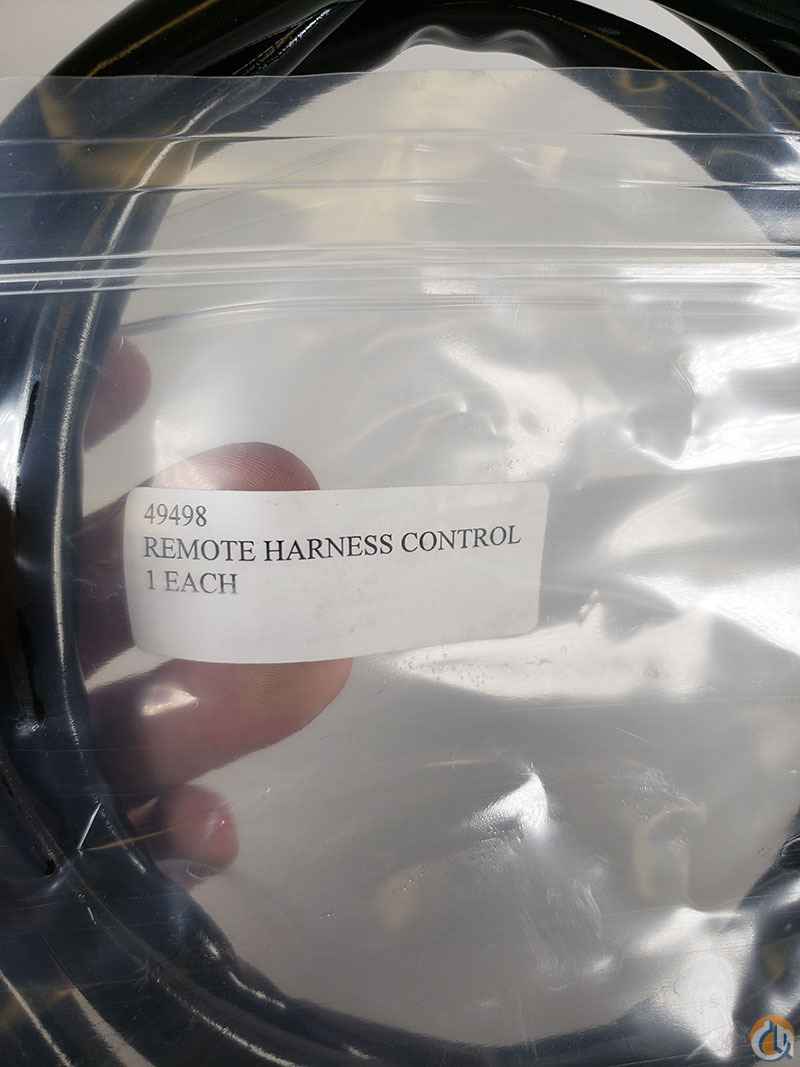 49498
REMOTE HARNESS CONTROL
1 EACH